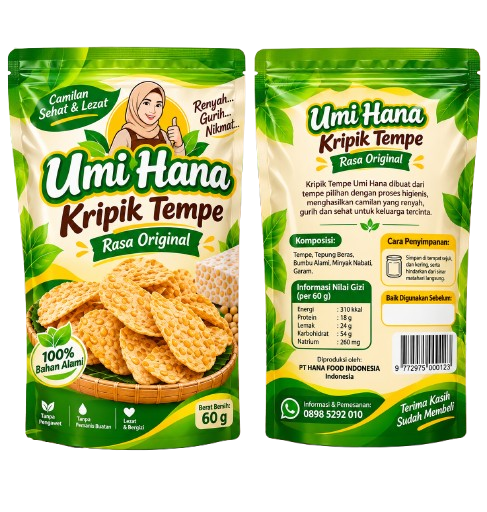 Camilan
Sehat & Lezat
Renyah...
Gurih...
Nikmat...
Umi Hana
Kripik Tempe
Rasa Original
100%
Bahan Alami
Tanpa
Pengawet
Tanpa
Pemanis Buatan
Lezat
& Bergizi
Berat Bersih:
60 g
Umi Hana
Kripik Tempe
Rasa Original
Kripik Tempe Umi Hana dibuat dari
tempe pilihan dengan proses higienis,
menghasilkan camilan yang renyah,
gurih dan sehat untuk keluarga tercinta.
Komposisi:
Tempe, Tepung Beras,
Bumbu Alami, Minyak Nabati,
Garam.
Informasi Nilai Gizi
(per 60 g)
Energi : 310 kkal
Protein : 18 g
Lemak : 24 g
Karbohidrat : 54 g
Natrium : 260 mg
Cara Penyimpanan:
Simpan di tempat sejuk,
dan kering, serta
hindarkan dari sinar
matahari langsung.
Baik Digunakan Sebelum:
9 772975 000123
Diproduksi oleh:
PT HANA FOOD INDONESIA
Indonesia
Informasi & Pemesanan:
0898 5292 010
Terima Kasih
Sudah Membeli